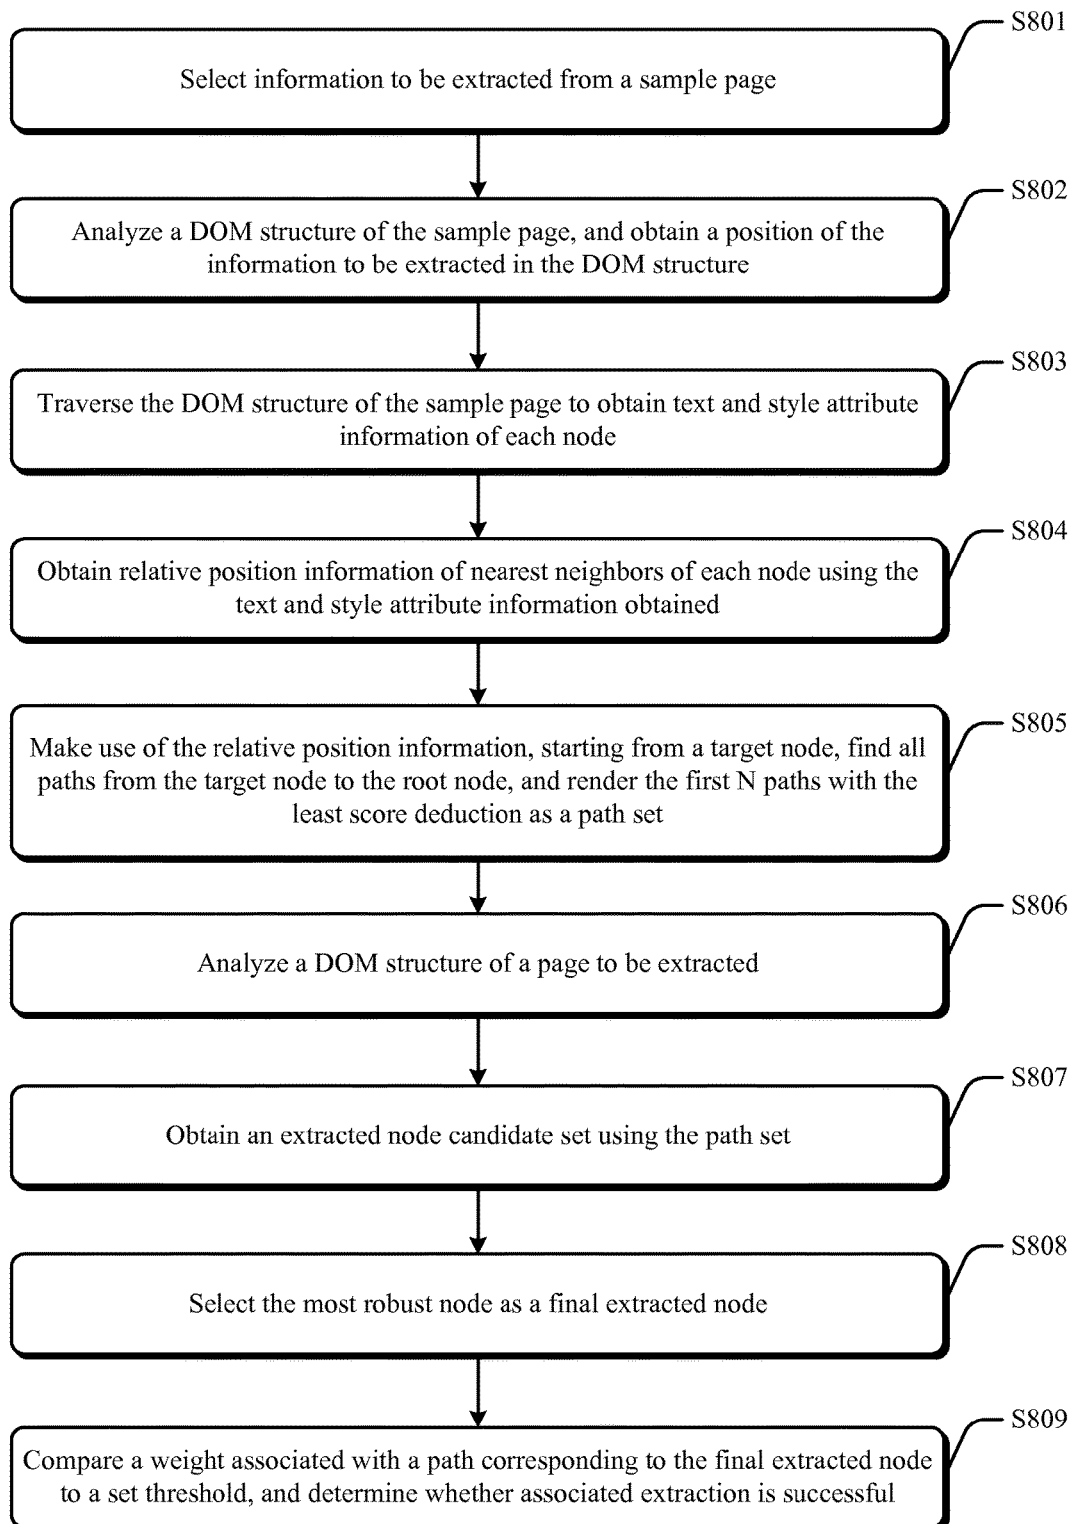 S801
Select information to be extracted from a sample page
S802
Analyze a DOM structure of the sample page, and obtain a position of the
information to be extracted in the DOM structure
S803
Traverse the DOM structure of the sample page to obtain text and style attribute
information of each node
S804
Obtain relative position information of nearest neighbors of each node using the
text and style attribute information obtained
S805
Make use of the relative position information, starting from a target node, find all
paths from the target node to the root node, and render the first N paths with the
least score deduction as a path set
S806
Analyze a DOM structure of a page to be extracted
S807
Obtain an extracted node candidate set using the path set
S808
Select the most robust node as a final extracted node
S809
Compare a weight associated with a path corresponding to the final extracted node
to a set threshold, and determine whether associated extraction is successful